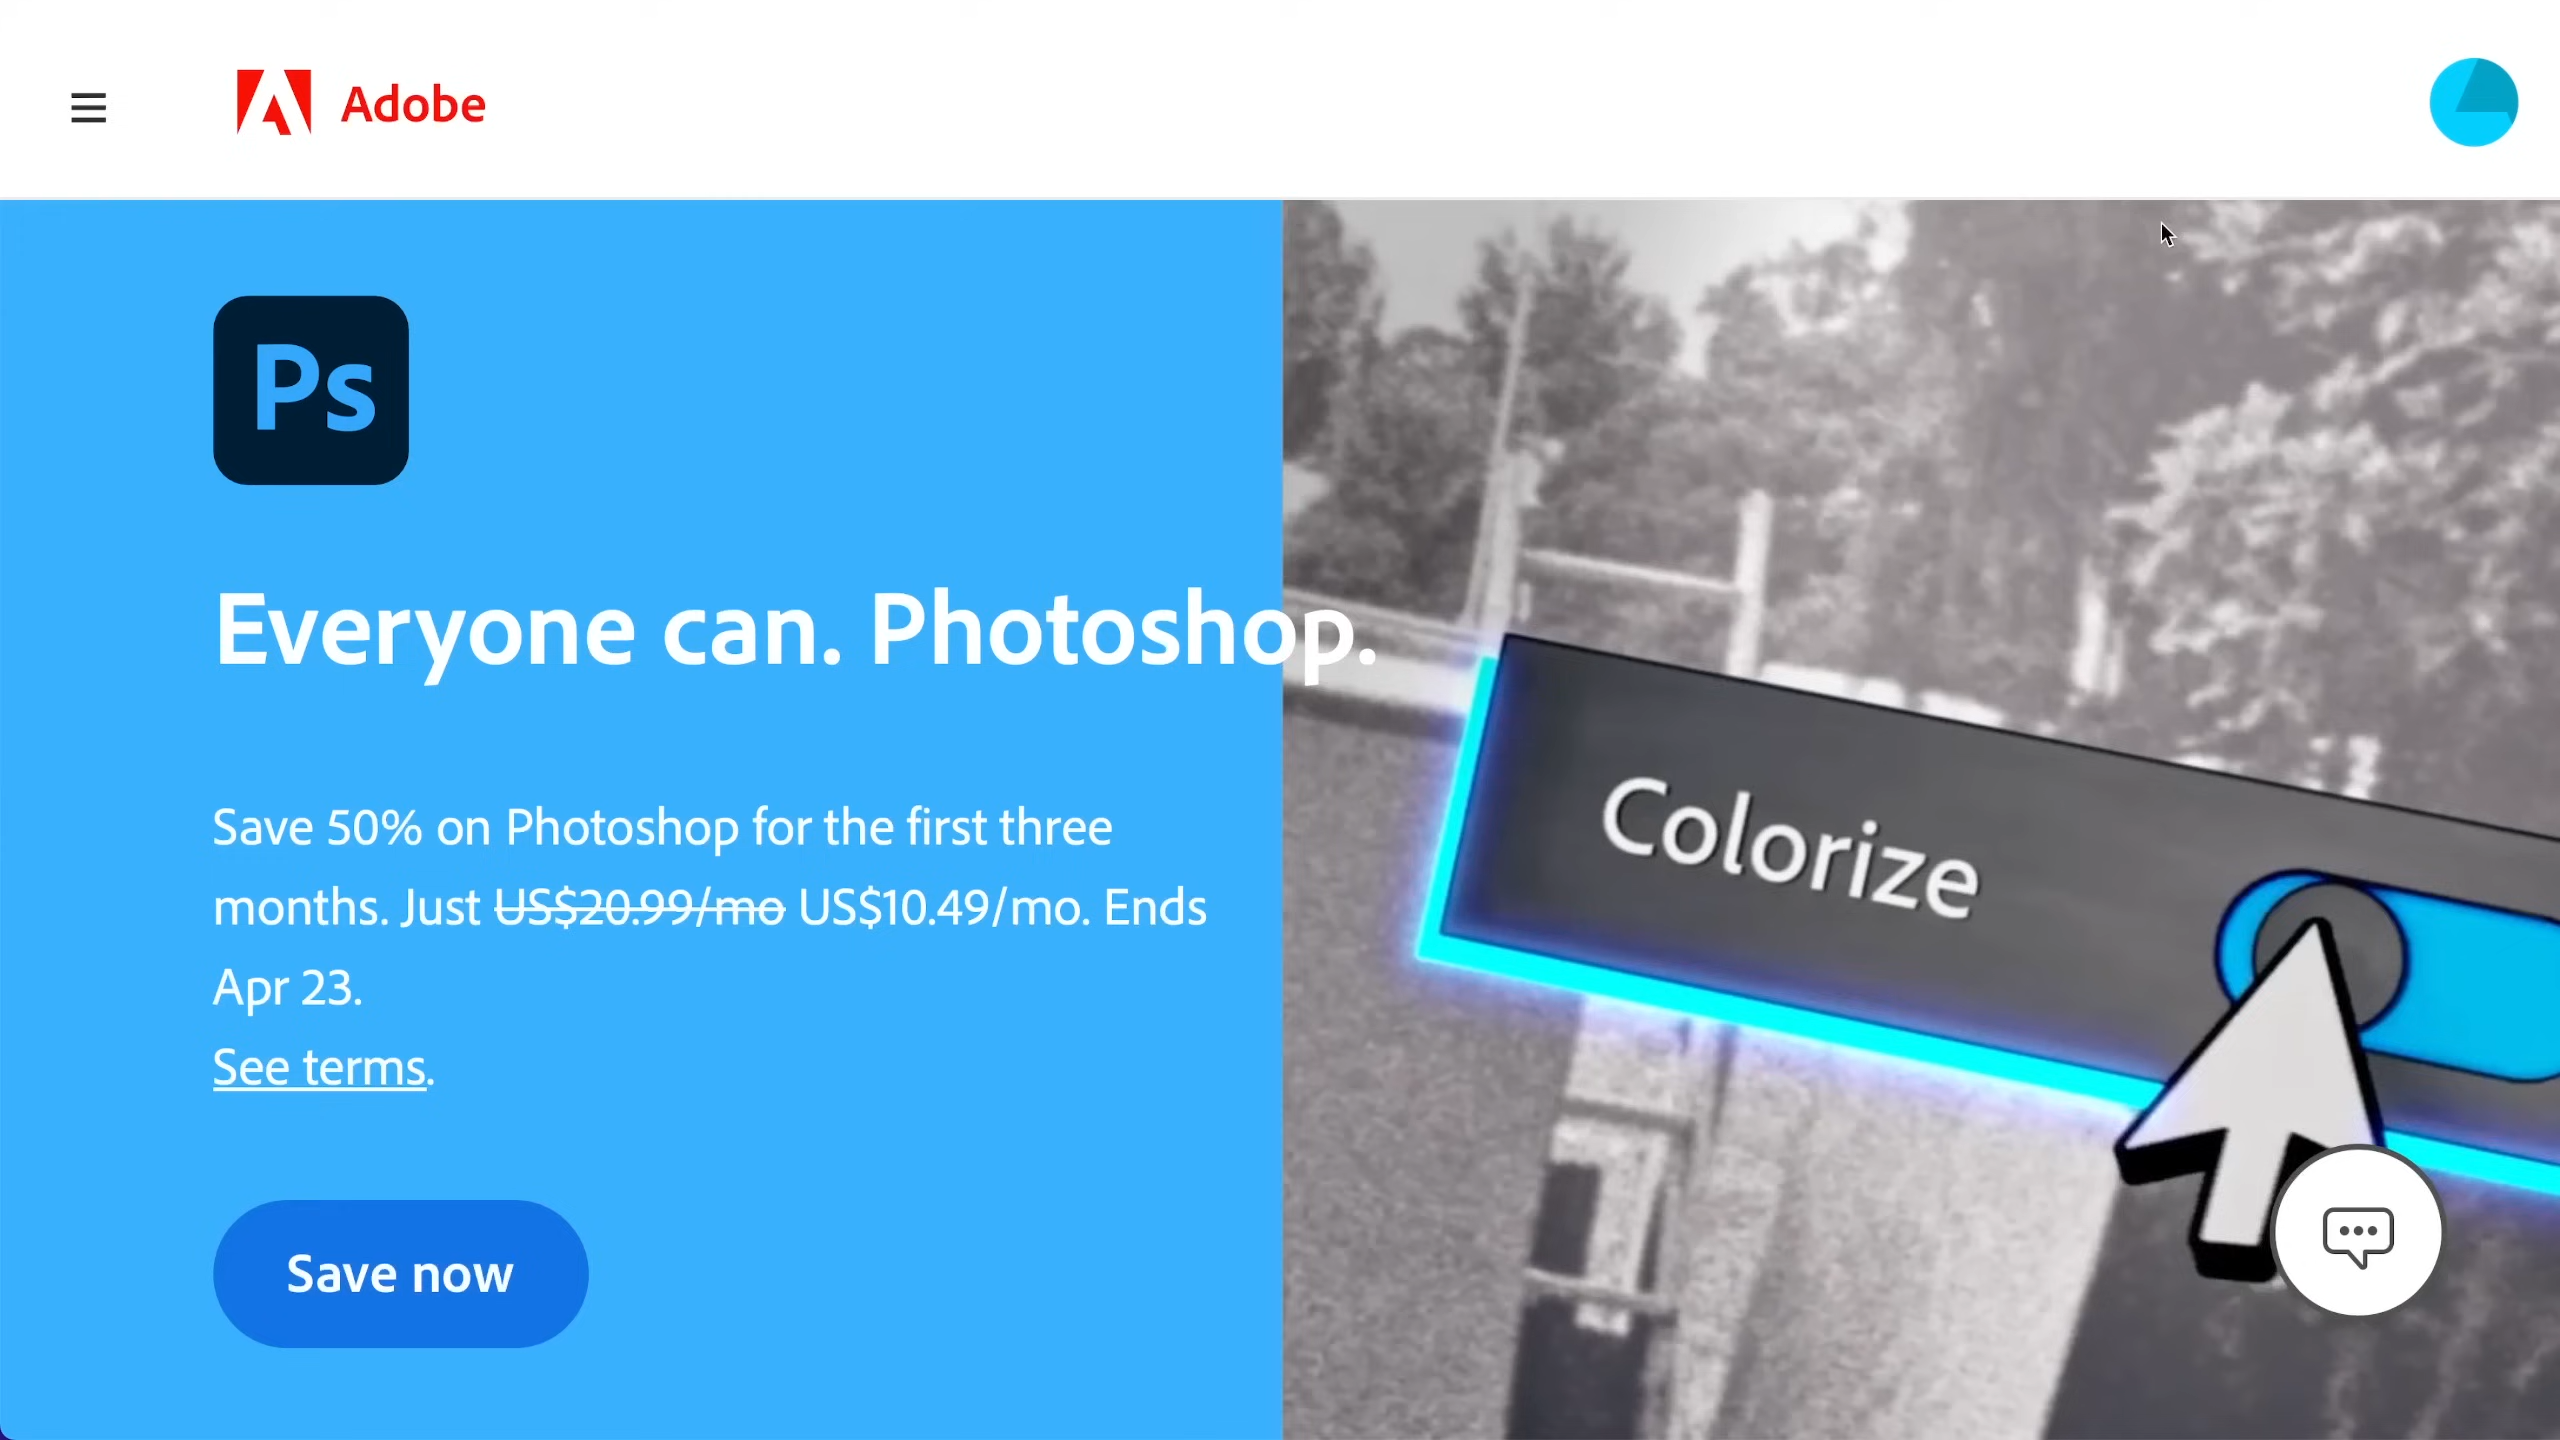 Adobe
Ps
Everyone can. Photoshop.
Save 50% on Photoshop for the first three
months. Just US$20.99/mo US$10.49/mo. Ends
Apr 23.
See terms.
Save now
Colorize